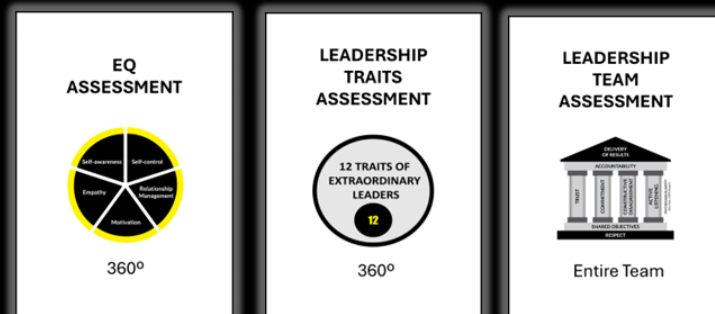 EQ
ASSESSMENT
Self-awareness
Self-control
Empathy
Relationship
Management
Motivation
360º
LEADERSHIP
TRAITS
ASSESSMENT
12 TRAITS OF
EXTRAORDINARY
LEADERS
12
360º
LEADERSHIP
TEAM
ASSESSMENT
DELIVERY
OF RESULTS
ACCOUNTABILITY
TRUST
COMMITMENT
CONSTRUCTIVE
DISAGREEMENT
ACTIVE
LISTENING
SHARED OBJECTIVES
RESPECT
Entire Team